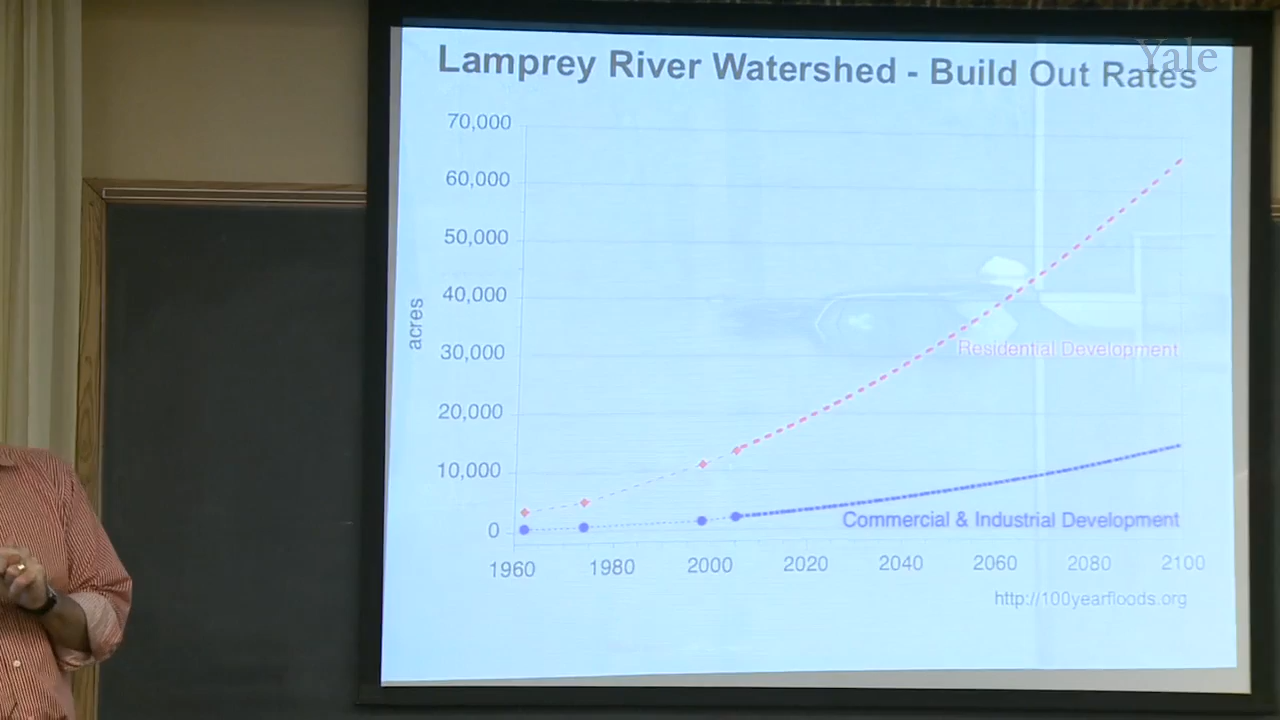 Lamprey River Watershed - Build Out Rates
Yale
70,000
60,000
50,000
40,000
30,000
20,000
10,000
0
acres
Residential Development
Commercial & Industrial Development
1960 1980 2000 2020 2040 2060 2080 2100
http://100yearfloods.org